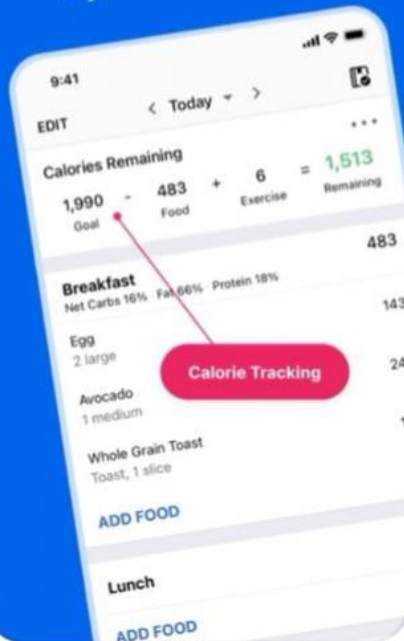 9:41
EDIT < Today >
Calories Remaining
1,990 - 483 + 6 = 1,513
Goal Food Exercise Remaining
Breakfast 483
Net Carbs 16% Fat 66% Protein 18%
Egg 143
2 large
Calorie Tracking
Avocado 24
1 medium
Whole Grain Toast
Toast, 1 slice
ADD FOOD
Lunch
ADD FOOD